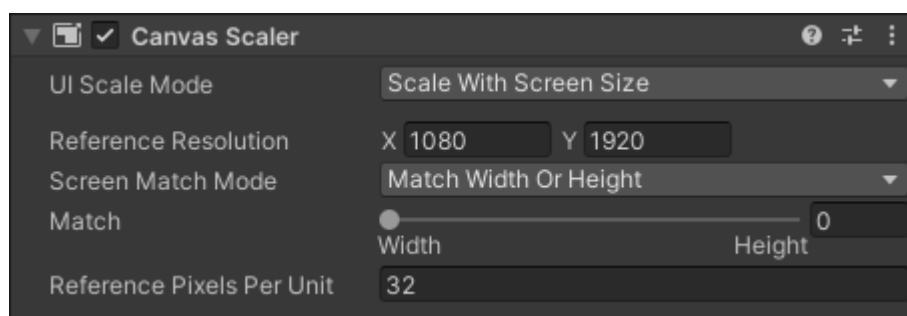 Canvas Scaler
UI Scale Mode Scale With Screen Size
Reference Resolution X 1080 Y 1920
Screen Match Mode Match Width Or Height
Match 0
Width Height
Reference Pixels Per Unit 32